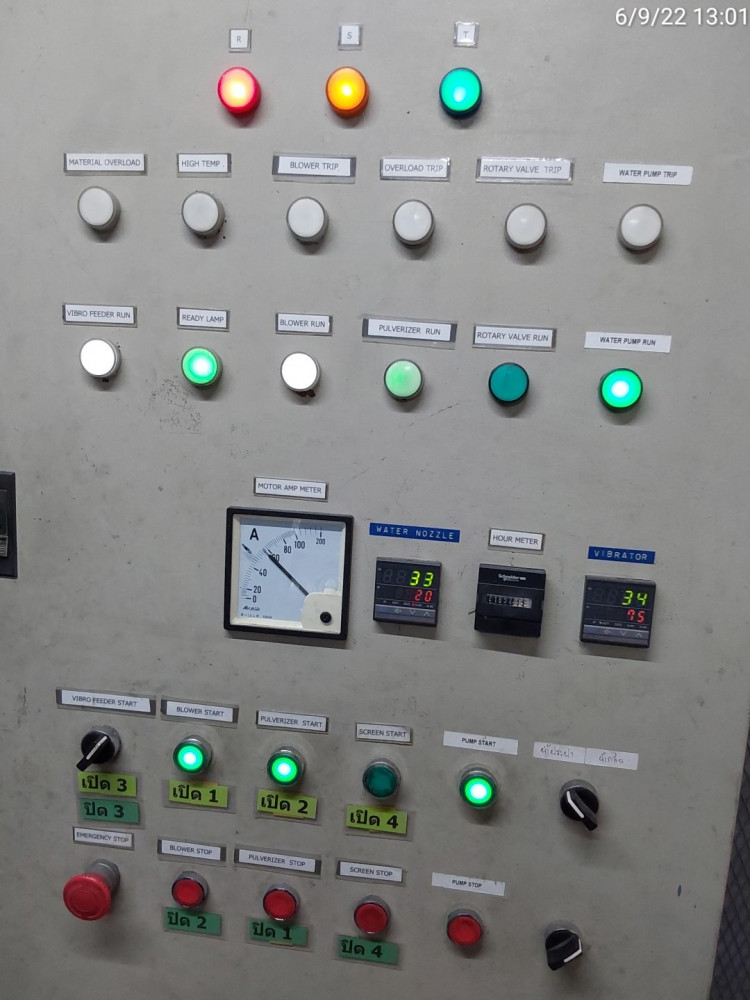 6/9/22 13:01
R
S
T
MATERIAL OVERLOAD
HIGH TEMP.
BLOWER TRIP
OVERLOAD TRIP
ROTARY VALVE TRIP
WATER PUMP TRIP
VIBRO FEEDER RUN
READY LAMP
BLOWER RUN
PULVERIZER RUN
ROTARY VALVE RUN
WATER PUMP RUN
MOTOR AMP METER
WATER NOZZLE
HOUR METER
VIBRATOR
A
200
100
80
60
40
20
0
33
20
Schneider
34
75
VIBRO FEEDER START
BLOWER START
PULVERIZER START
SCREEN START
PUMP START
เปิด 3
เปิด 1
เปิด 2
เปิด 4
ปิด 3
EMERGENCY STOP
BLOWER STOP
PULVERIZER STOP
SCREEN STOP
PUMP STOP
ปิด 2
ปิด 1
ปิด 4